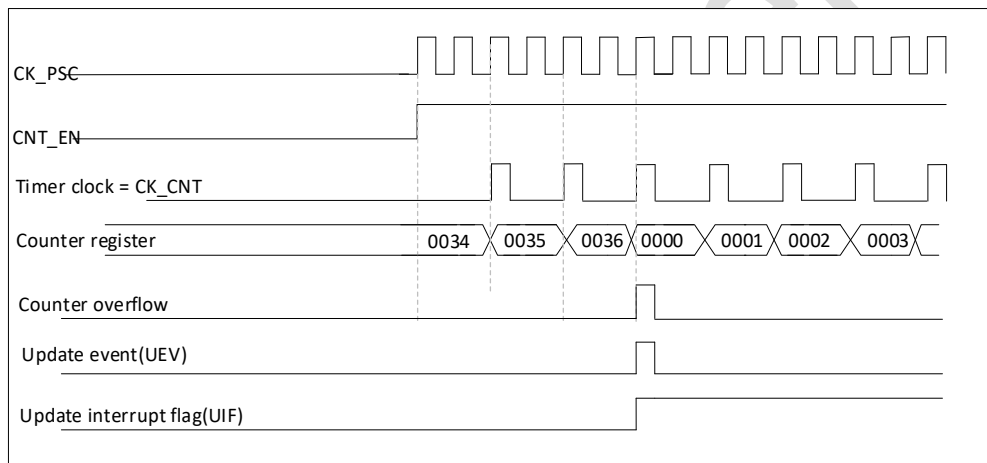 CK_PSC
CNT_EN
Timer clock = CK_CNT
Counter register 0034 0035 0036 0000 0001 0002 0003
Counter overflow
Update event(UEV)
Update interrupt flag(UIF)